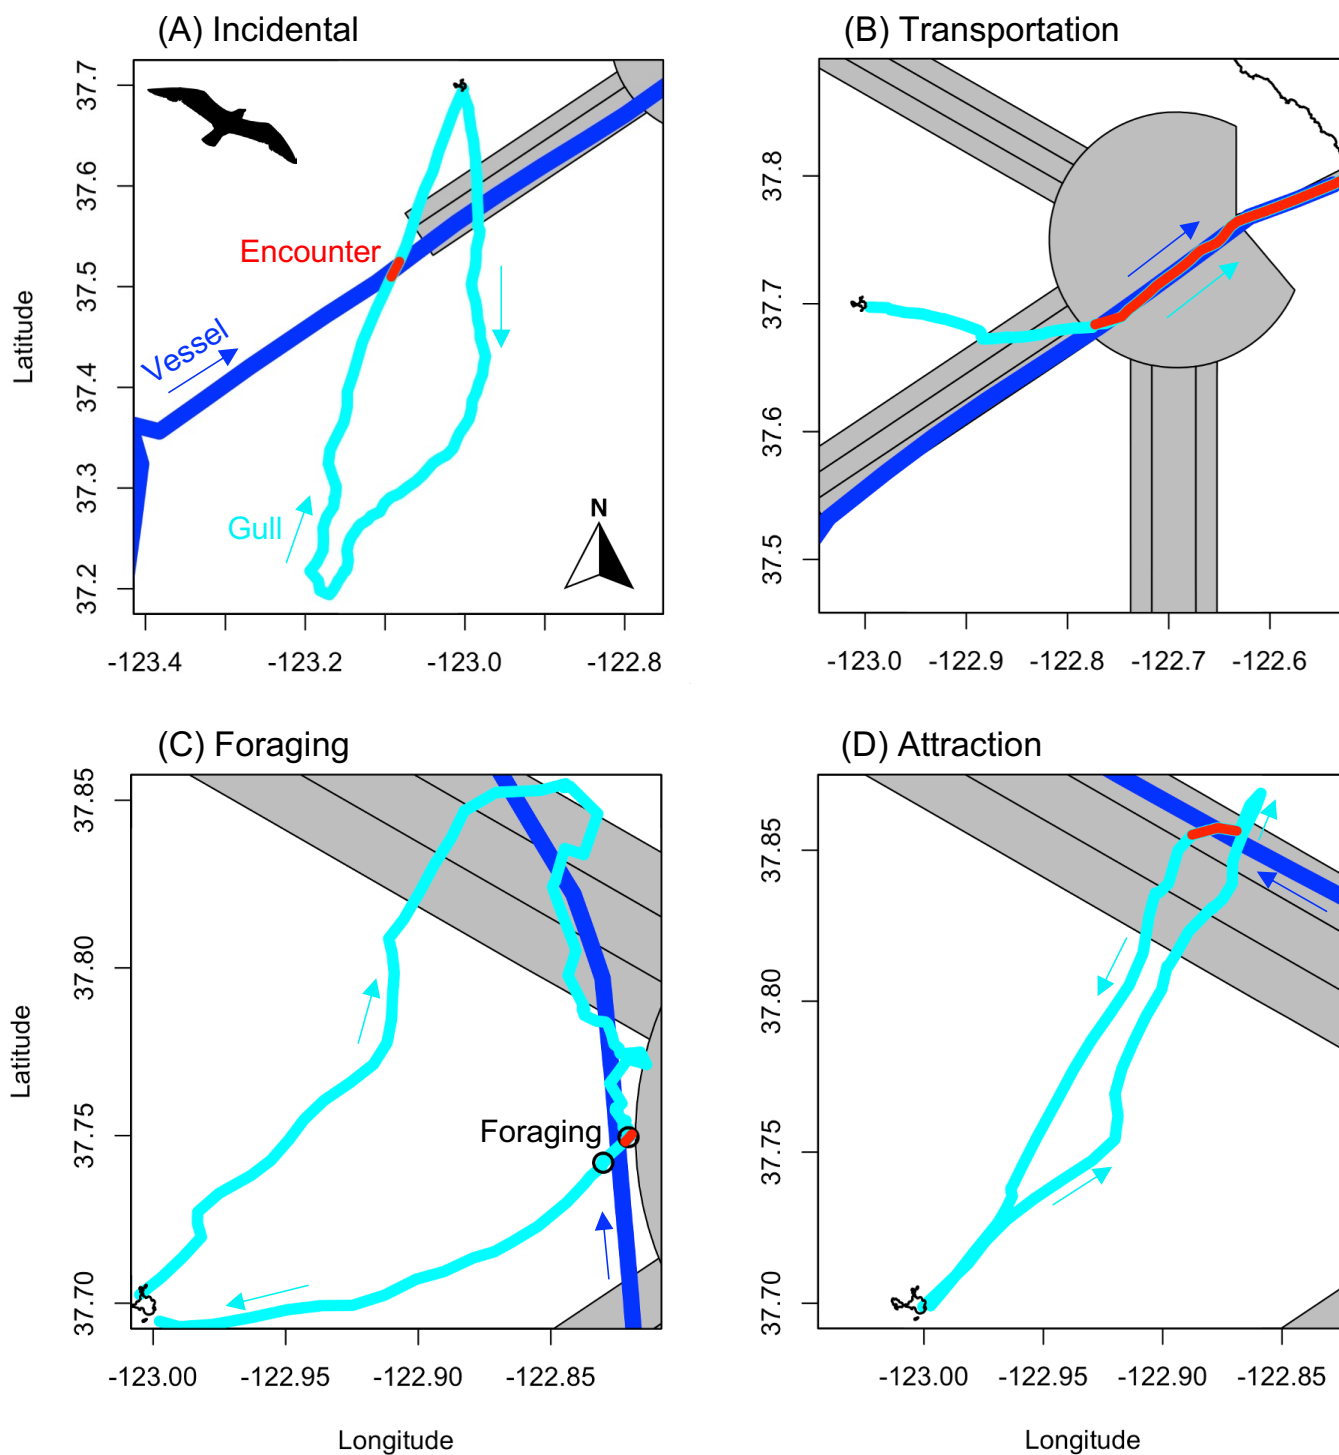 (A) Incidental
(B) Transportation
37.7
37.6
37.5
37.4
37.3
37.2
Latitude
Encounter
Vessel
Gull
N
-123.4
-123.2
-123.0
-122.8
37.8
37.7
37.6
37.5
Latitude
-123.0
-122.9
-122.8
-122.7
-122.6
(C) Foraging
(D) Attraction
37.85
37.80
37.75
37.70
Latitude
Foraging
-123.00
-122.95
-122.90
-122.85
Longitude
37.85
37.80
37.75
37.70
-123.00
-122.95
-122.90
-122.85
Longitude